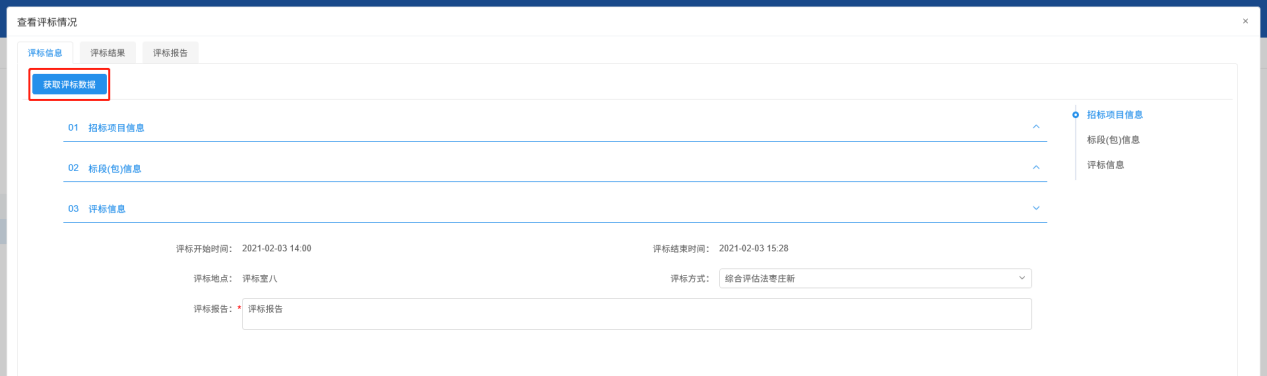 查看评标情况 ×
评标信息 评标结果 评标报告
获取评标数据
01 招标项目信息
02 标段(包)信息
03 评标信息
招标项目信息
标段(包)信息
评标信息
评标开始时间： 2021-02-03 14:00 评标结束时间： 2021-02-03 15:28
评标地点： 评标室八 评标方式： 综合评估法枣庄新
评标报告：* 评标报告